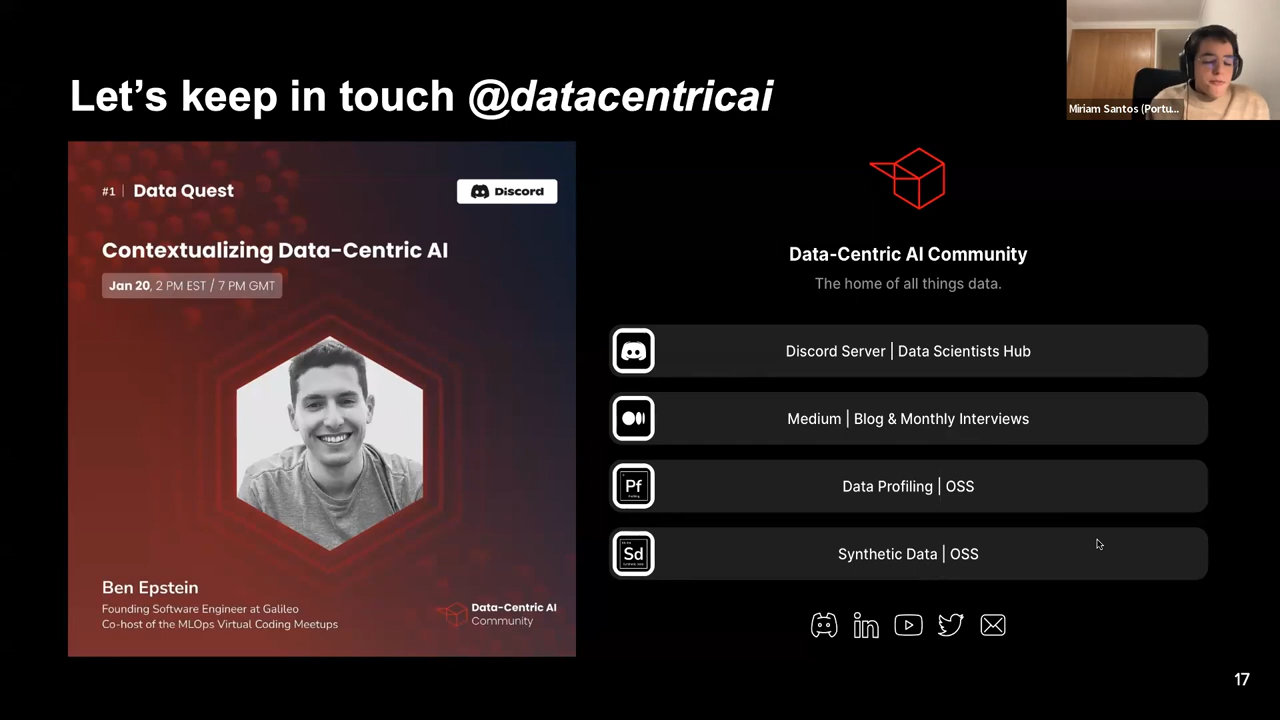 Let's keep in touch @datacentricai
Miriam Santos (Portu...
#1 | Data Quest
Discord
Contextualizing Data-Centric AI
Jan 20, 2 PM EST / 7 PM GMT
Ben Epstein
Founding Software Engineer at Galileo
Co-host of the MLOps Virtual Coding Meetups
Data-Centric AI
Community
Data-Centric AI Community
The home of all things data.
Discord Server | Data Scientists Hub
Medium | Blog & Monthly Interviews
Pf
Data Profiling | OSS
Sd
Synthetic Data | OSS
in
17